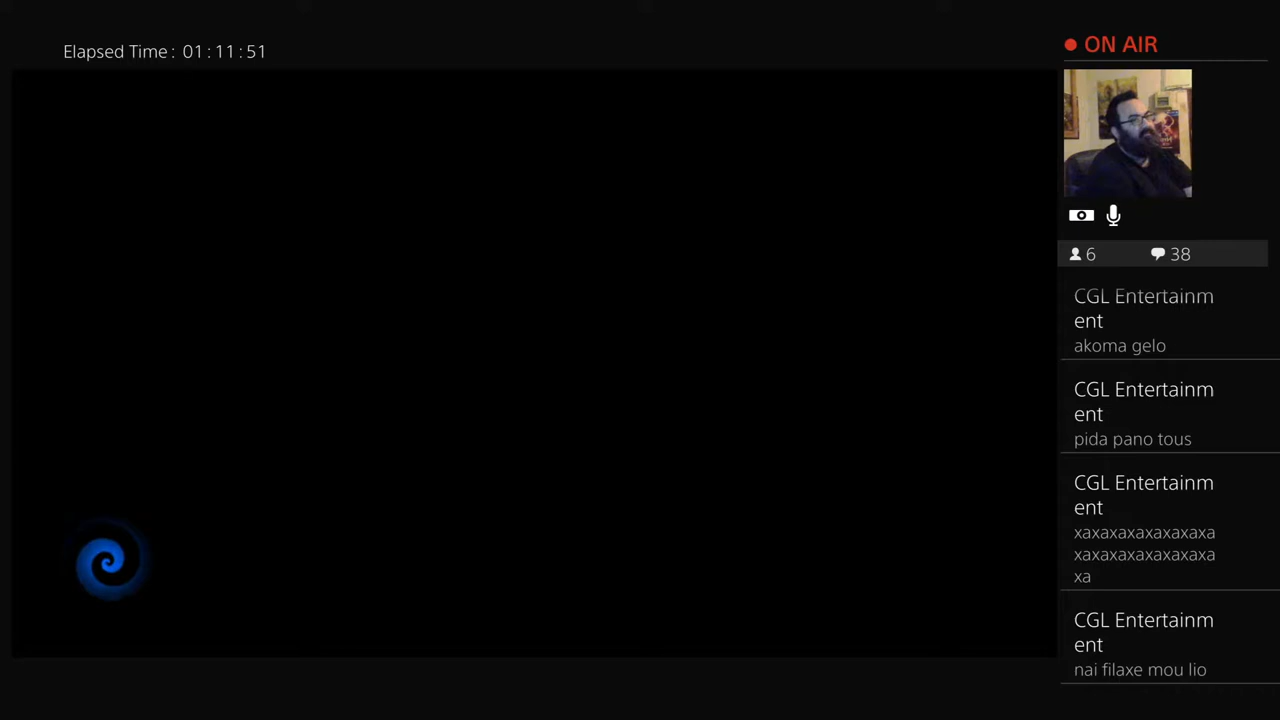 Elapsed Time: 01:11:51
ON AIR
6 38
CGL Entertainm
ent
akoma gelo
CGL Entertainm
ent
pida pano tous
CGL Entertainm
ent
xaxaxaxaxaxaxaxa
xaxaxaxaxaxaxaxa
xa
CGL Entertainm
ent
nai filaxe mou lio